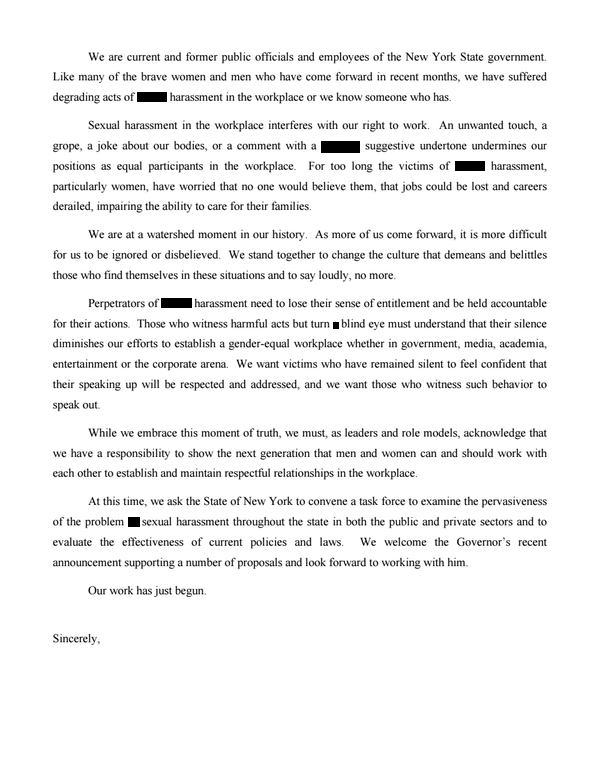 We are current and former public officials and employees of the New York State government.
Like many of the brave women and men who have come forward in recent months, we have suffered
degrading acts of harassment in the workplace or we know someone who has.
Sexual harassment in the workplace interferes with our right to work. An unwanted touch, a
grope, a joke about our bodies, or a comment with a suggestive undertone undermines our
positions as equal participants in the workplace. For too long the victims of harassment,
particularly women, have worried that no one would believe them, that jobs could be lost and careers
derailed, impairing the ability to care for their families.
We are at a watershed moment in our history. As more of us come forward, it is more difficult
for us to be ignored or disbelieved. We stand together to change the culture that demeans and belittles
those who find themselves in these situations and to say loudly, no more.
Perpetrators of harassment need to lose their sense of entitlement and be held accountable
for their actions. Those who witness harmful acts but turn blind eye must understand that their silence
diminishes our efforts to establish a gender-equal workplace whether in government, media, academia,
entertainment or the corporate arena. We want victims who have remained silent to feel confident that
their speaking up will be respected and addressed, and we want those who witness such behavior to
speak out.
While we embrace this moment of truth, we must, as leaders and role models, acknowledge that
we have a responsibility to show the next generation that men and women can and should work with
each other to establish and maintain respectful relationships in the workplace.
At this time, we ask the State of New York to convene a task force to examine the pervasiveness
of the problem sexual harassment throughout the state in both the public and private sectors and to
evaluate the effectiveness of current policies and laws. We welcome the Governor's recent
announcement supporting a number of proposals and look forward to working with him.
Our work has just begun.
Sincerely,